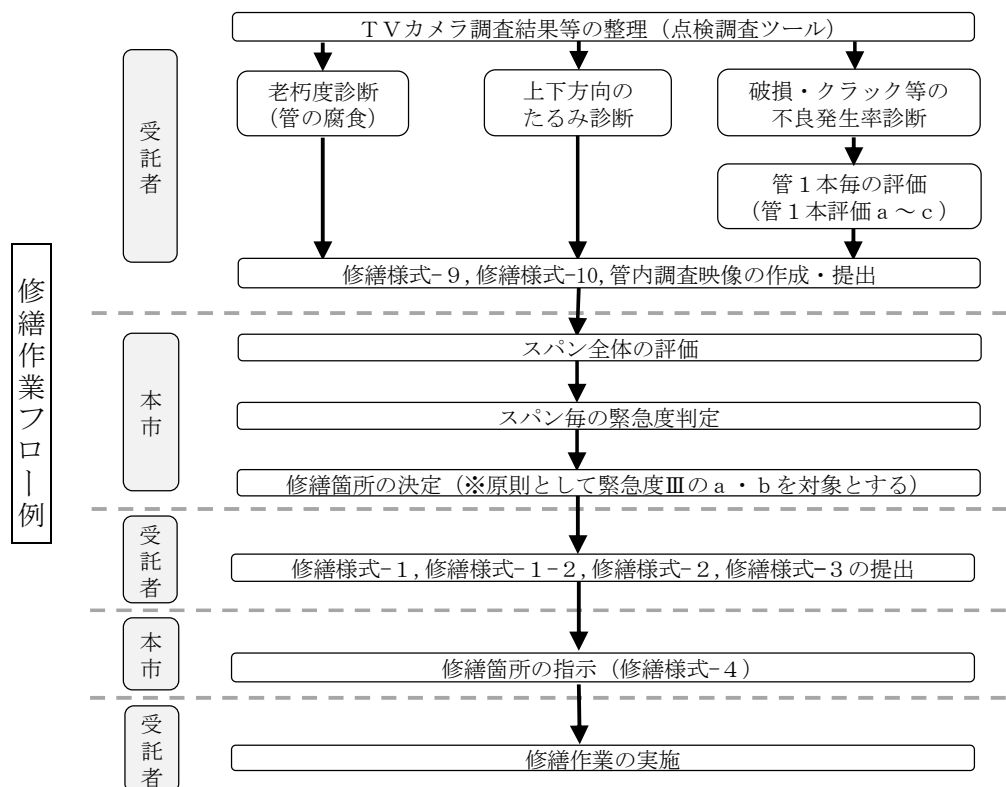 修繕作業フロー例
受託者
ＴＶカメラ調査結果等の整理（点検調査ツール）
老朽度診断
（管の腐食）
上下方向の
たるみ診断
破損・クラック等の
不良発生率診断
管１本毎の評価
（管１本評価ａ～ｃ）
修繕様式-９,修繕様式-10,管内調査映像の作成・提出
本市
スパン全体の評価
スパン毎の緊急度判定
修繕箇所の決定（※原則として緊急度Ⅲのａ・ｂを対象とする）
受託者
修繕様式-１,修繕様式-１-２,修繕様式-２,修繕様式-３の提出
本市
修繕箇所の指示（修繕様式-４）
受託者
修繕作業の実施